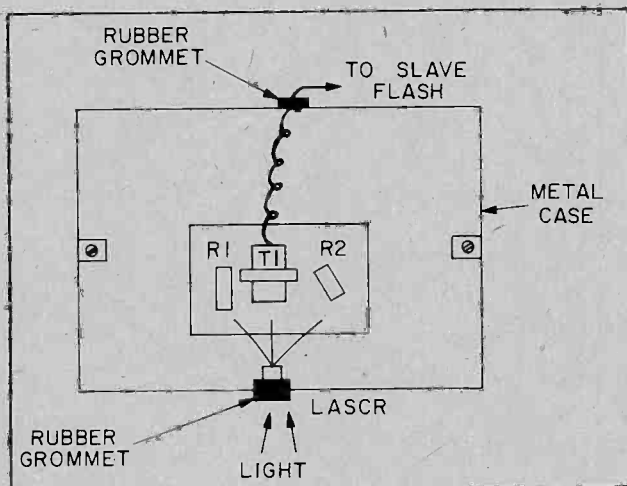 RUBBER
GROMMET
TO SLAVE
FLASH
METAL
CASE
R1
T1
R2
LASCR
RUBBER
GROMMET
LIGHT